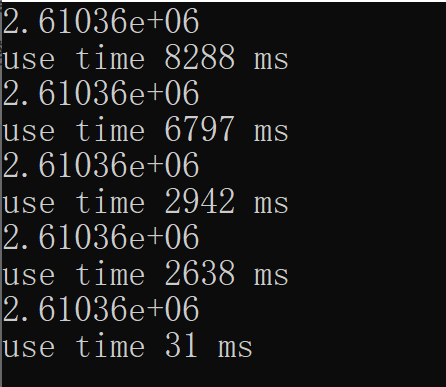 2.61036e+06
use time 8288 ms
2.61036e+06
use time 6797 ms
2.61036e+06
use time 2942 ms
2.61036e+06
use time 2638 ms
2.61036e+06
use time 31 ms